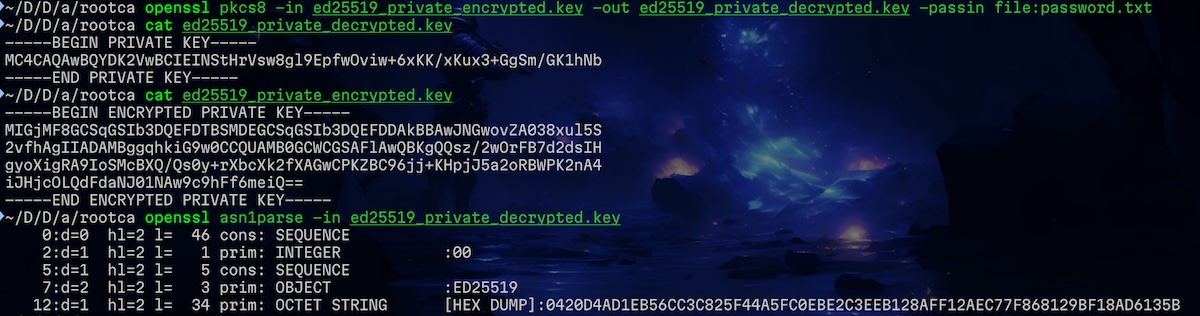 ~/D/D/a/rootca openssl pkcs8 -in ed25519_private_encrypted.key -out ed25519_private_decrypted.key -passin file:password.txt
~/D/D/a/rootca cat ed25519_private_decrypted.key
-----BEGIN PRIVATE KEY-----
MC4CAQAwBQYDK2VwBCIEINStHrVsw8gl9EpfwOviw+6xKK/xKux3+GgSm/GK1hNb
-----END PRIVATE KEY-----
~/D/D/a/rootca cat ed25519_private_encrypted.key
-----BEGIN ENCRYPTED PRIVATE KEY-----
MIGjMF8GCSqGSIb3DQEFDTBSMDEGCSqGSIb3DQEFDDAkBBAwJNGwovZA038xul5S
2vfhAgIIADAMBggqhkiG9w0CCQUAMB0GCWCGSAFlAwQBKgQQsz/2wOrFB7d2dsIH
gyoXigRA9IoSMcBXQ/Qs0y+rXbcXk2fXAGwCPKZBC96jj+KHpjJ5a2oRBWPK2nA4
iJHjcOLQdFdaNJ01NAw9c9hFf6meiQ==
-----END ENCRYPTED PRIVATE KEY-----
~/D/D/a/rootca openssl asn1parse -in ed25519_private_decrypted.key
0:d=0 hl=2 l= 46 cons: SEQUENCE
2:d=1 hl=2 l= 1 prim: INTEGER :00
5:d=1 hl=2 l= 5 cons: SEQUENCE
7:d=2 hl=2 l= 3 prim: OBJECT :ED25519
12:d=1 hl=2 l= 34 prim: OCTET STRING [HEX DUMP]:0420D4AD1EB56CC3C825F44A5FC0EBE2C3EEB128AFF12AEC77F868129BF18AD6135B